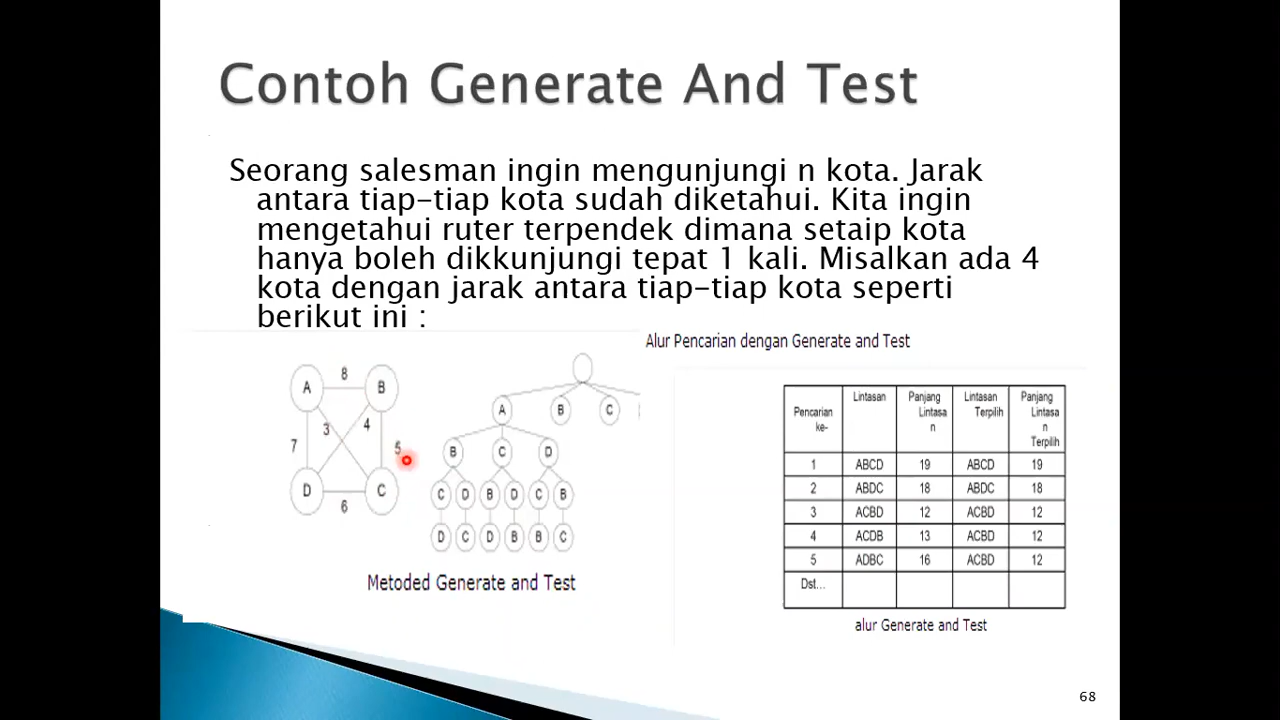 Contoh Generate And Test
Seorang salesman ingin mengunjungi n kota. Jarak
antara tiap-tiap kota sudah diketahui. Kita ingin
mengetahui ruter terpendek dimana setaip kota
hanya boleh dikkunjungi tepat 1 kali. Misalkan ada 4
kota dengan jarak antara tiap-tiap kota seperti
berikut ini :
A 8 B
7 3 4 5
D 6 C
A B C
B C D
C D B D C B
D C D B B C
Metoded Generate and Test
Alur Pencarian dengan Generate and Test
Pencarian ke- Lintasan Panjang Lintasa n Lintasan Terpilih Panjang Lintasa n Terpilih
1 ABCD 19 ABCD 19
2 ABDC 18 ABDC 18
3 ACBD 12 ACBD 12
4 ACDB 13 ACBD 12
5 ADBC 16 ACBD 12
Dst...
alur Generate and Test
68